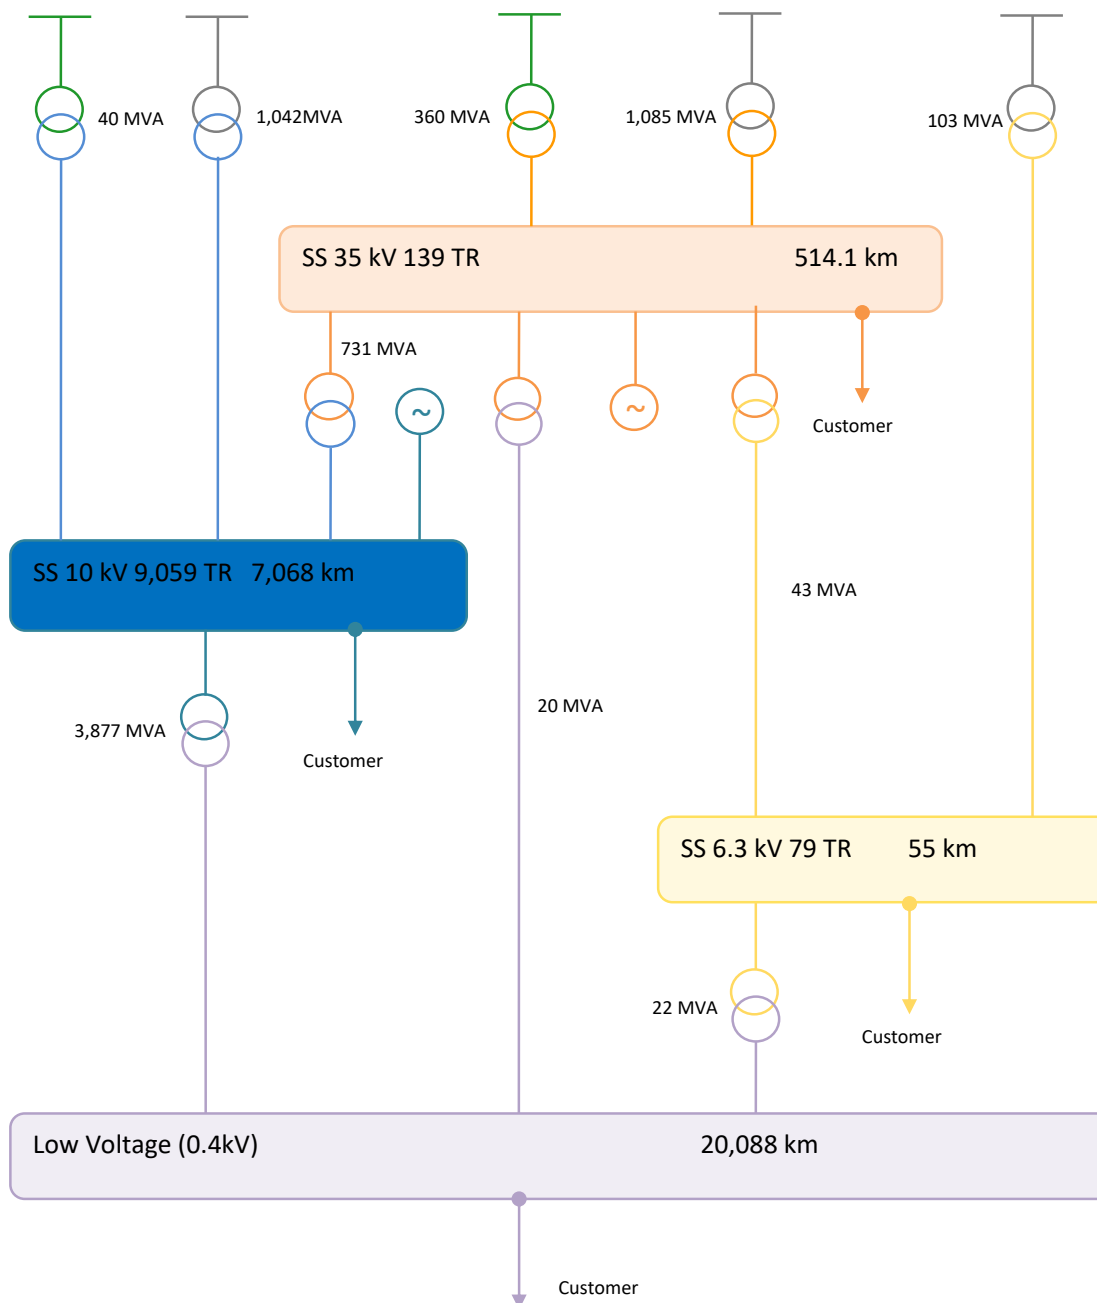 40 MVA
1,042MVA
360 MVA
1,085 MVA
103 MVA
SS 35 kV 139 TR 514.1 km
731 MVA
~
~
Customer
SS 10 kV 9,059 TR 7,068 km
43 MVA
20 MVA
3,877 MVA
Customer
SS 6.3 kV 79 TR 55 km
22 MVA
Customer
Low Voltage (0.4kV) 20,088 km
Customer